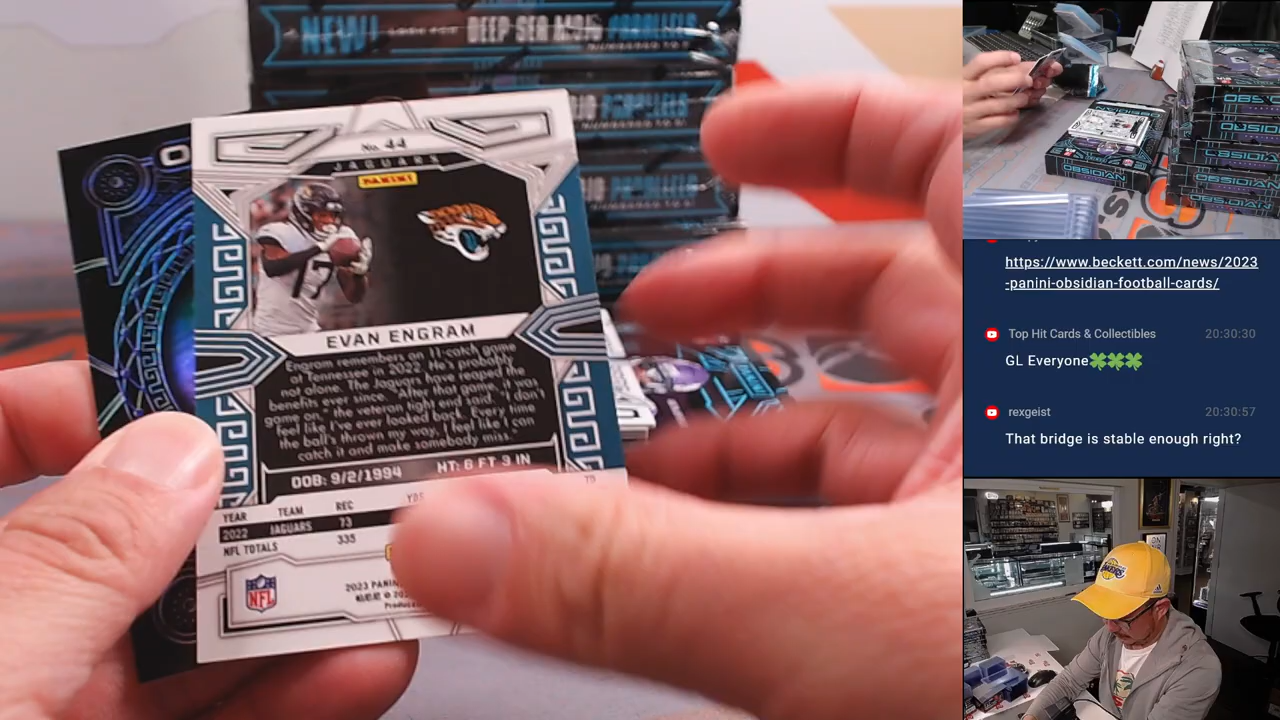 NEW!
DEEP SEA
PARALLELS
No. 44
JAGUARS
PANINI
17
EVAN ENGRAM
Engram remembers an 11-catch game
at Tennessee in 2022. He's probably
not alone. The Jaguars have reaped the
benefits ever since. "After that game, it was
game on," the veteran tight end said. "I don't
feel like I've ever looked back. Every time
the ball's thrown my way, I feel like I can
catch it and make somebody miss."
DOB: 9/2/1994
HT: 6 FT 3 IN
YEAR TEAM REC
TD
2022 JAGUARS 73
NFL TOTALS 335
NFL
OBSIDIAN
OBSIDIAN
https://www.beckett.com/news/2023
-panini-obsidian-football-cards/
Top Hit Cards & Collectibles 20:30:30
GL Everyone🍀🍀🍀
rexgeist 20:30:57
That bridge is stable enough right?
LAKERS